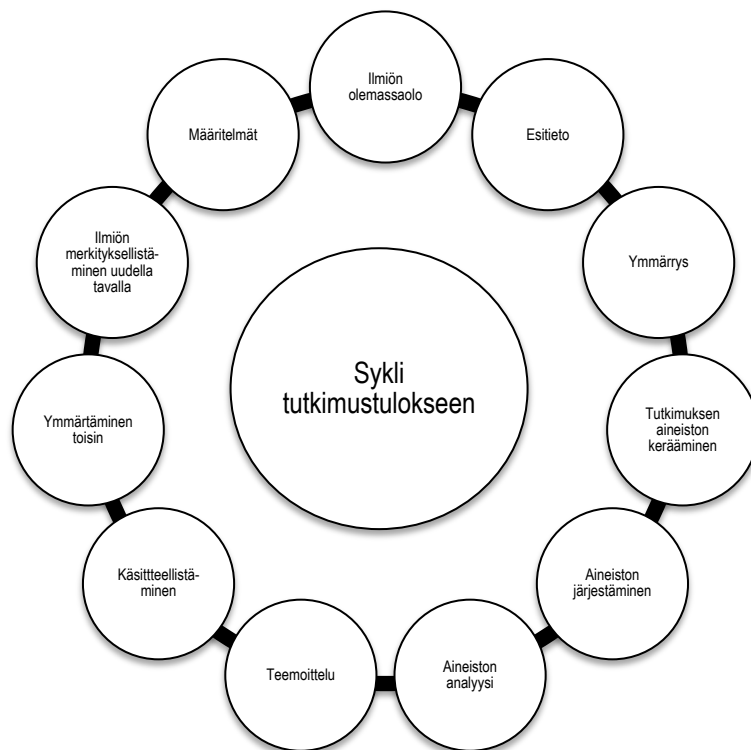 Ilmiön
olemassaolo
Esitieto
Ymmärrys
Tutkimuksen
aineiston
kerääminen
Aineiston
järjestäminen
Aineiston
analyysi
Teemoittelu
Käsittteellistä-
minen
Ymmärtäminen
toisin
Ilmiön
merkityksellistä-
minen uudella
tavalla
Määritelmät
Sykli
tutkimustulokseen